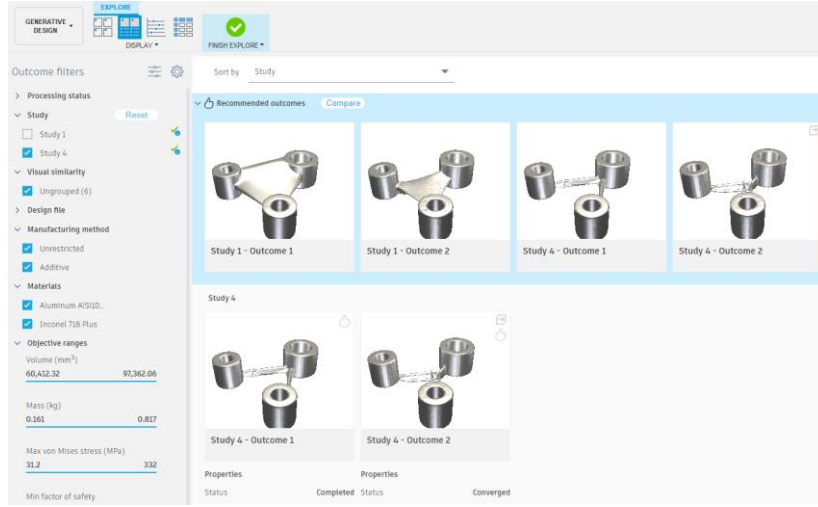 EXPLORE
GENERATIVE DESIGN
DISPLAY
FINISH EXPLORE
Outcome filters
Sort by Study
Processing status
Recommended outcomes Compare
Study Reset
Study 1
Study 4
Visual similarity
Ungrouped (6)
Design file
Manufacturing method
Unrestricted
Additive
Materials
Aluminum AlSi10...
Inconel 718 Plus
Objective ranges
Volume (mm³)
60,412.32 97,362.06
Mass (kg)
0.161 0.817
Max von Mises stress (MPa)
31.2 332
Min factor of safety
Study 1 - Outcome 1
Study 1 - Outcome 2
Study 4 - Outcome 1
Study 4 - Outcome 2
Study 4
Study 4 - Outcome 1
Study 4 - Outcome 2
Properties
Properties
Status Completed
Status Converged